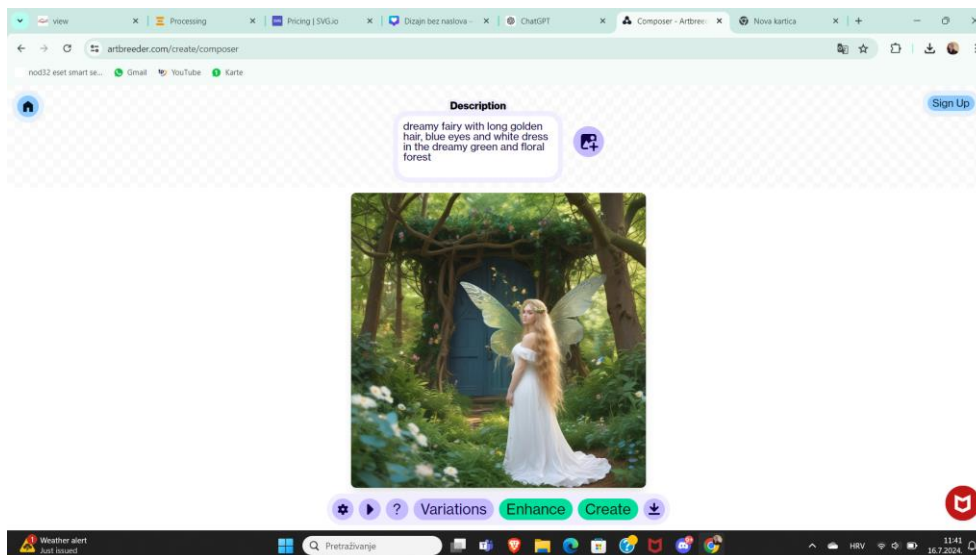 view
Processing
Pricing | SVG.io
Dizajn bez naslova –
ChatGPT
Composer - Artbree
Nova kartica
artbreeder.com/create/composer
nod32 eset smart se...
Gmail
YouTube
Karte
Sign Up
Description
dreamy fairy with long golden
hair, blue eyes and white dress
in the dreamy green and floral
forest
?
Variations
Enhance
Create
Weather alert
Just issued
Pretraživanje
HRV
11:41
16.7.2024.